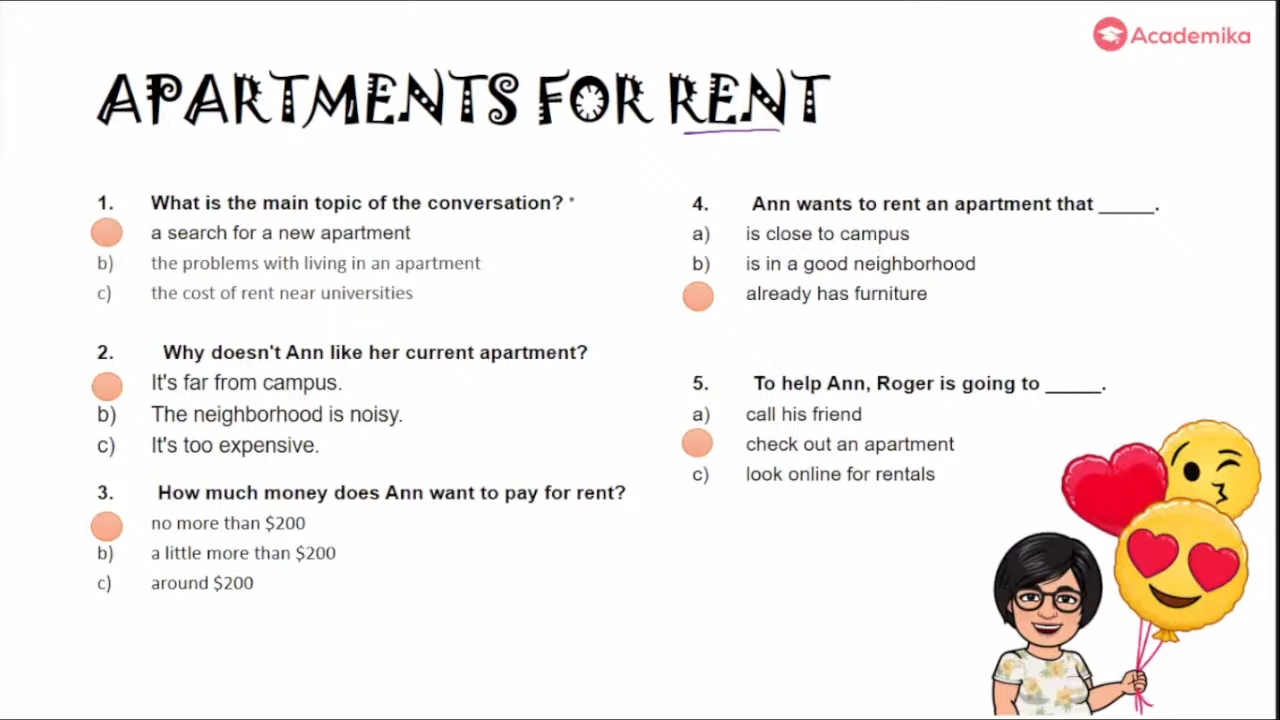 Academika
APARTMENTS FOR RENT
1. What is the main topic of the conversation? *
a search for a new apartment
b) the problems with living in an apartment
c) the cost of rent near universities
2. Why doesn't Ann like her current apartment?
It's far from campus.
b) The neighborhood is noisy.
c) It's too expensive.
3. How much money does Ann want to pay for rent?
no more than $200
b) a little more than $200
c) around $200
4. Ann wants to rent an apartment that _____.
a) is close to campus
b) is in a good neighborhood
already has furniture
5. To help Ann, Roger is going to _____.
a) call his friend
check out an apartment
c) look online for rentals